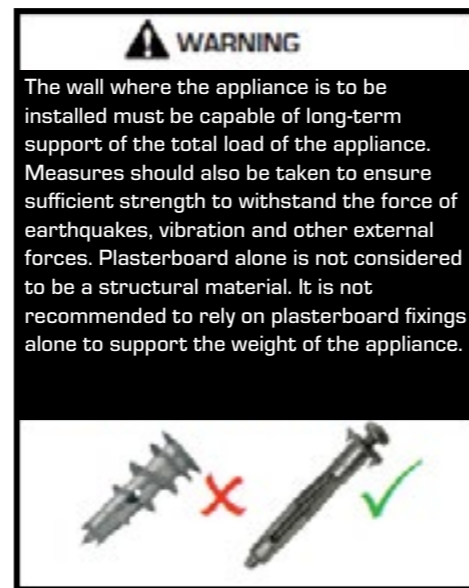 WARNING
The wall where the appliance is to be
installed must be capable of long-term
support of the total load of the appliance.
Measures should also be taken to ensure
sufficient strength to withstand the force of
earthquakes, vibration and other external
forces. Plasterboard alone is not considered
to be a structural material. It is not
recommended to rely on plasterboard fixings
alone to support the weight of the appliance.